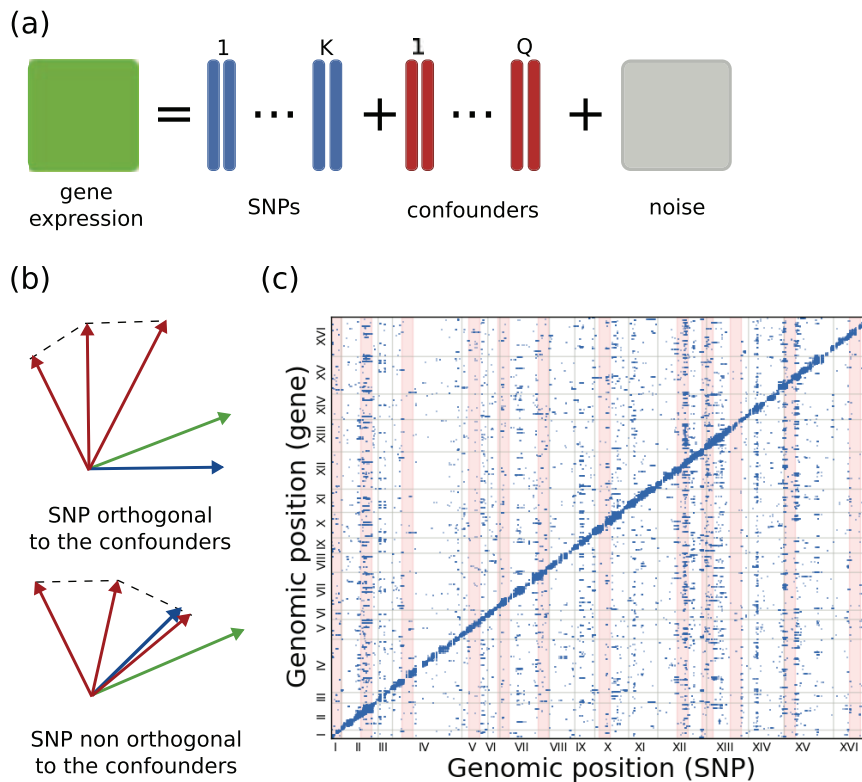 (a)
1 K 1 Q
= ... + ... +
gene
expression
SNPs
confounders
noise
(b)
SNP orthogonal
to the confounders
SNP non orthogonal
to the confounders
(c)
Genomic position (gene)
XVI
XV
XIV
XIII
XII
XI
X
IX
VIII
VI
VI
V
IV
III
II
I
I II III IV V VI VII VIII IX X XI XII XIII XIV XV XVI
Genomic position (SNP)